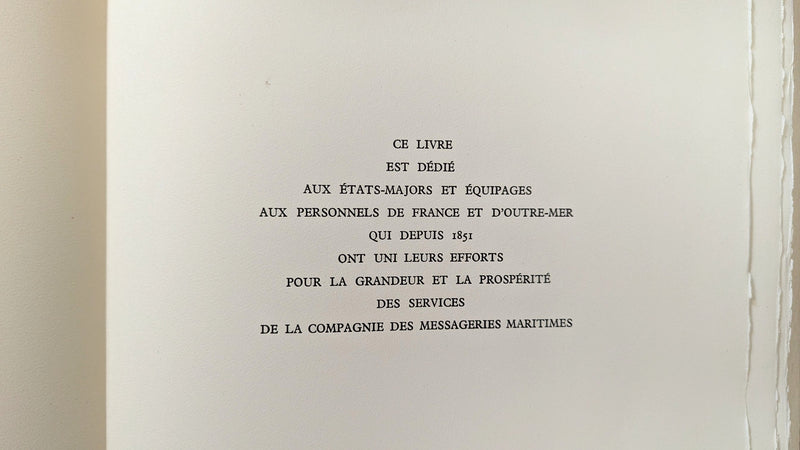 CE LIVRE
EST DÉDIÉ
AUX ÉTATS-MAJORS ET ÉQUIPAGES
AUX PERSONNELS DE FRANCE ET D'OUTRE-MER
QUI DEPUIS 1851
ONT UNI LEURS EFFORTS
POUR LA GRANDEUR ET LA PROSPÉRITÉ
DES SERVICES
DE LA COMPAGNIE DES MESSAGERIES MARITIMES